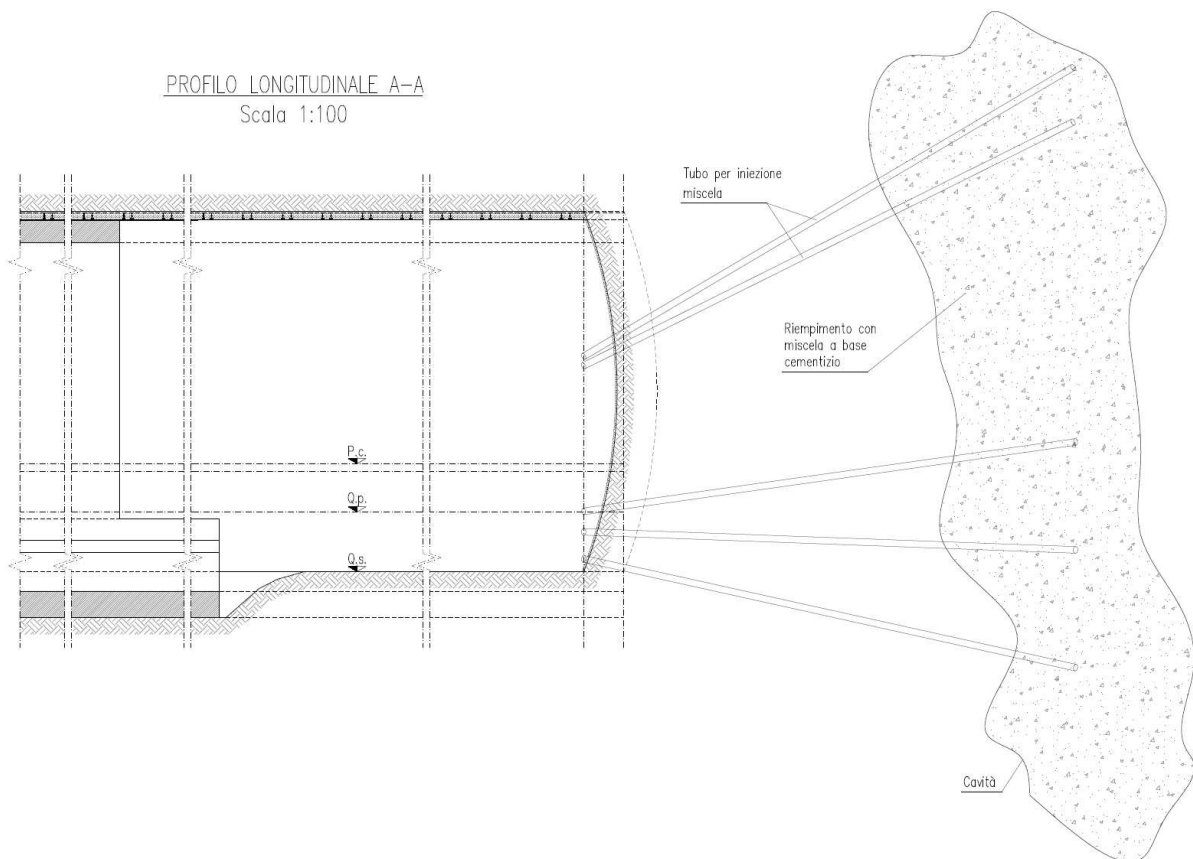 PROFILO LONGITUDINALE A-A
Scala 1:100
Tubo per iniezione
miscela
Riempimento con
miscela a base
cementizio
P.c.
Q.p.
Q.s.
Cavità